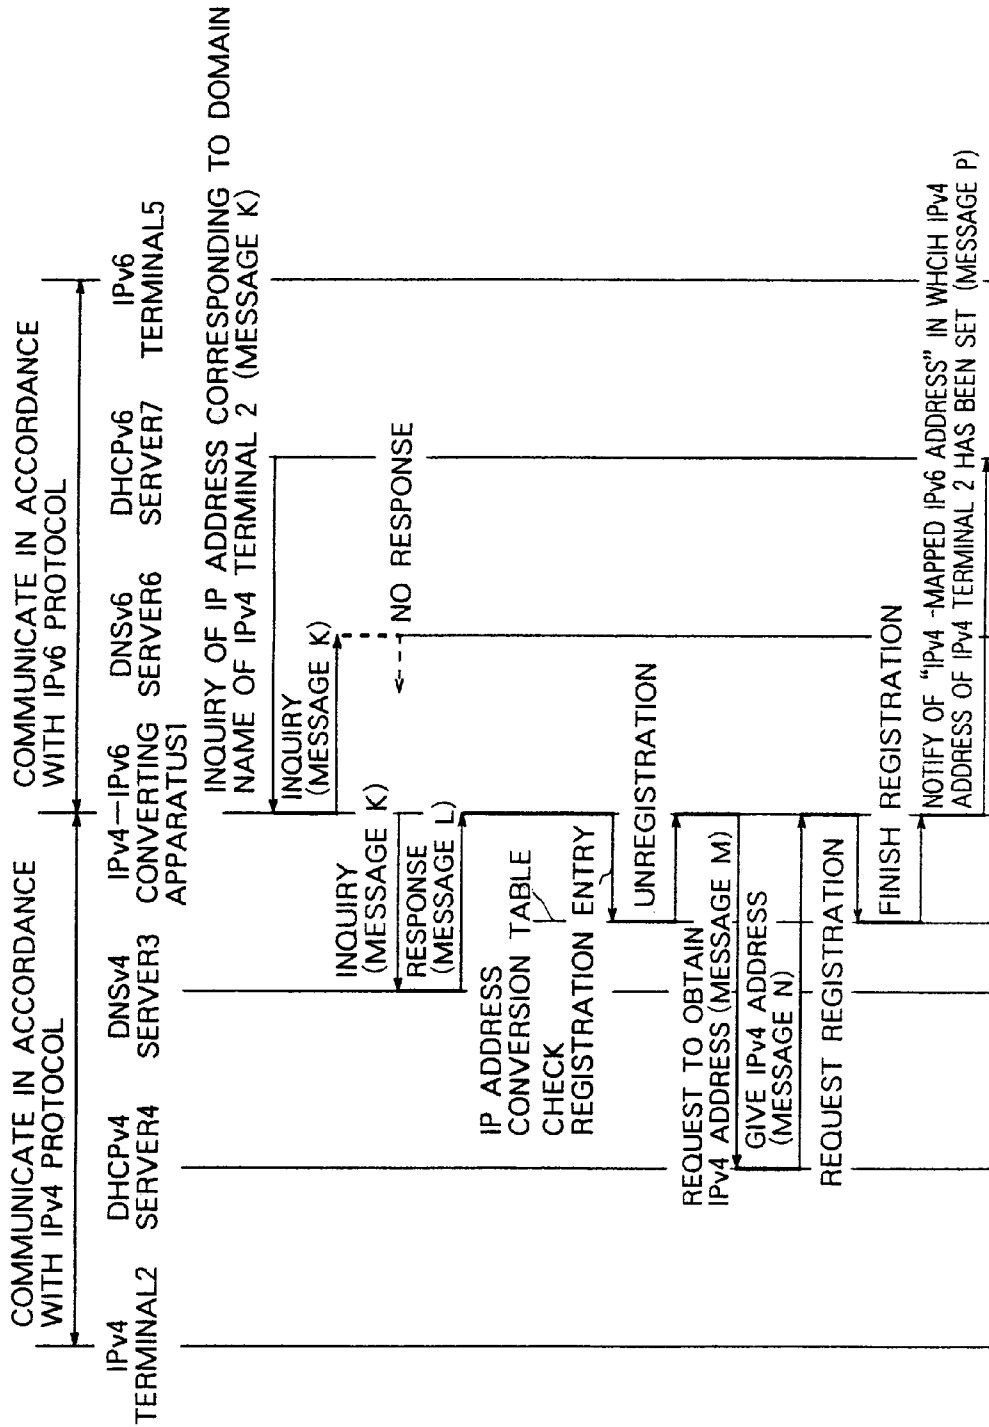 COMMUNICATE IN ACCORDANCE
WITH IPv4 PROTOCOL
COMMUNICATE IN ACCORDANCE
WITH IPv6 PROTOCOL
IPv4
TERMINAL2
DHCPv4
SERVER4
DNSv4
SERVER3
IPv4—IPv6
CONVERTING
APPARATUS1
DNSv6
SERVER6
DHCPv6
SERVER7
IPv6
TERMINAL5
INQUIRY OF IP ADDRESS CORRESPONDING TO DOMAIN
NAME OF IPv4 TERMINAL 2 (MESSAGE K)
INQUIRY
(MESSAGE K)
NO RESPONSE
INQUIRY
(MESSAGE K)
RESPONSE
(MESSAGE L)
IP ADDRESS
CONVERSION TABLE
CHECK
REGISTRATION ENTRY
UNREGISTRATION
REQUEST TO OBTAIN
IPv4 ADDRESS (MESSAGE M)
GIVE IPv4 ADDRESS
(MESSAGE N)
REQUEST REGISTRATION
FINISH REGISTRATION
NOTIFY OF "IPv4 -MAPPED IPv6 ADDRESS" IN WHCIH IPv4
ADDRESS OF IPv4 TERMINAL 2 HAS BEEN SET (MESSAGE P)